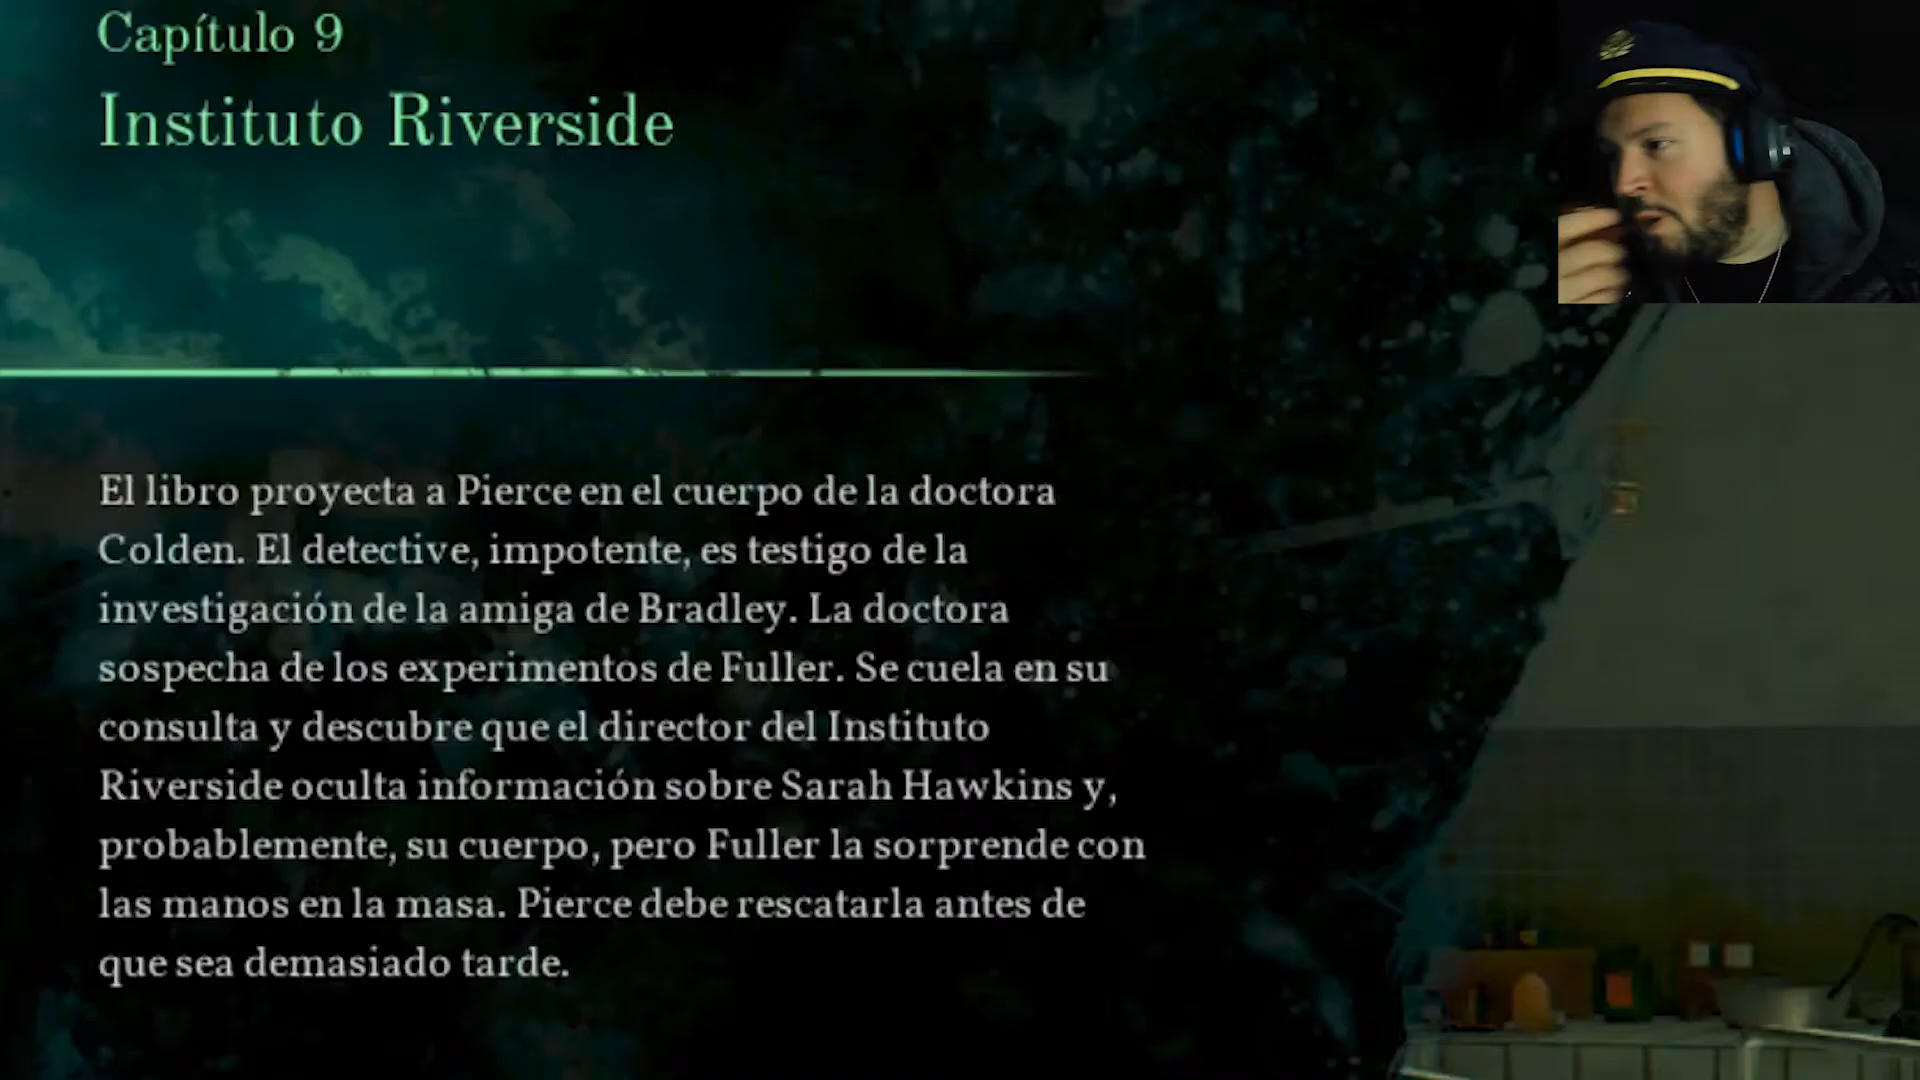 Capítulo 9
Instituto Riverside
El libro proyecta a Pierce en el cuerpo de la doctora
Colden. El detective, impotente, es testigo de la
investigación de la amiga de Bradley. La doctora
sospecha de los experimentos de Fuller. Se cuela en su
consulta y descubre que el director del Instituto
Riverside oculta información sobre Sarah Hawkins y,
probablemente, su cuerpo, pero Fuller la sorprende con
las manos en la masa. Pierce debe rescatarla antes de
que sea demasiado tarde.